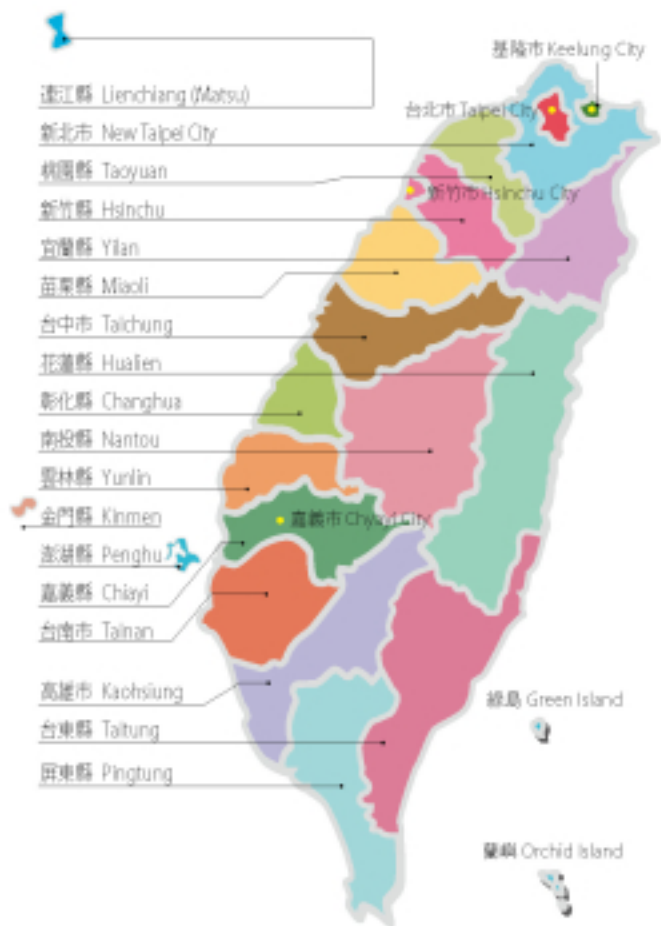 基隆市 Keelung City
連江縣 Lienchiang (Matsu)
台北市 Taipei City
新北市 New Taipei City
桃園縣 Taoyuan
新竹市 Hsinchu City
新竹縣 Hsinchu
宜蘭縣 Yilan
苗栗縣 Miaoli
台中市 Taichung
花蓮縣 Hualien
彰化縣 Changhua
南投縣 Nantou
雲林縣 Yunlin
金門縣 Kinmen
嘉義市 Chyayi City
澎湖縣 Penghu
嘉義縣 Chiayi
台南市 Tainan
高雄市 Kaohsiung
綠島 Green Island
台東縣 Taitung
屏東縣 Pingtung
蘭嶼 Orchid Island